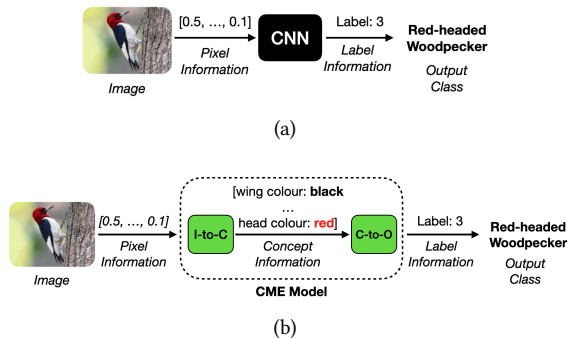 [0.5, …, 0.1]
Label: 3
CNN
Pixel
Information
Label
Information
Red-headed
Woodpecker
Output
Class
Image
(a)
[wing colour: black
…
head colour: red]
[0.5, …, 0.1]
I-to-C
C-to-O
Label: 3
Pixel
Information
Concept
Information
Label
Information
Red-headed
Woodpecker
Output
Class
Image
CME Model
(b)